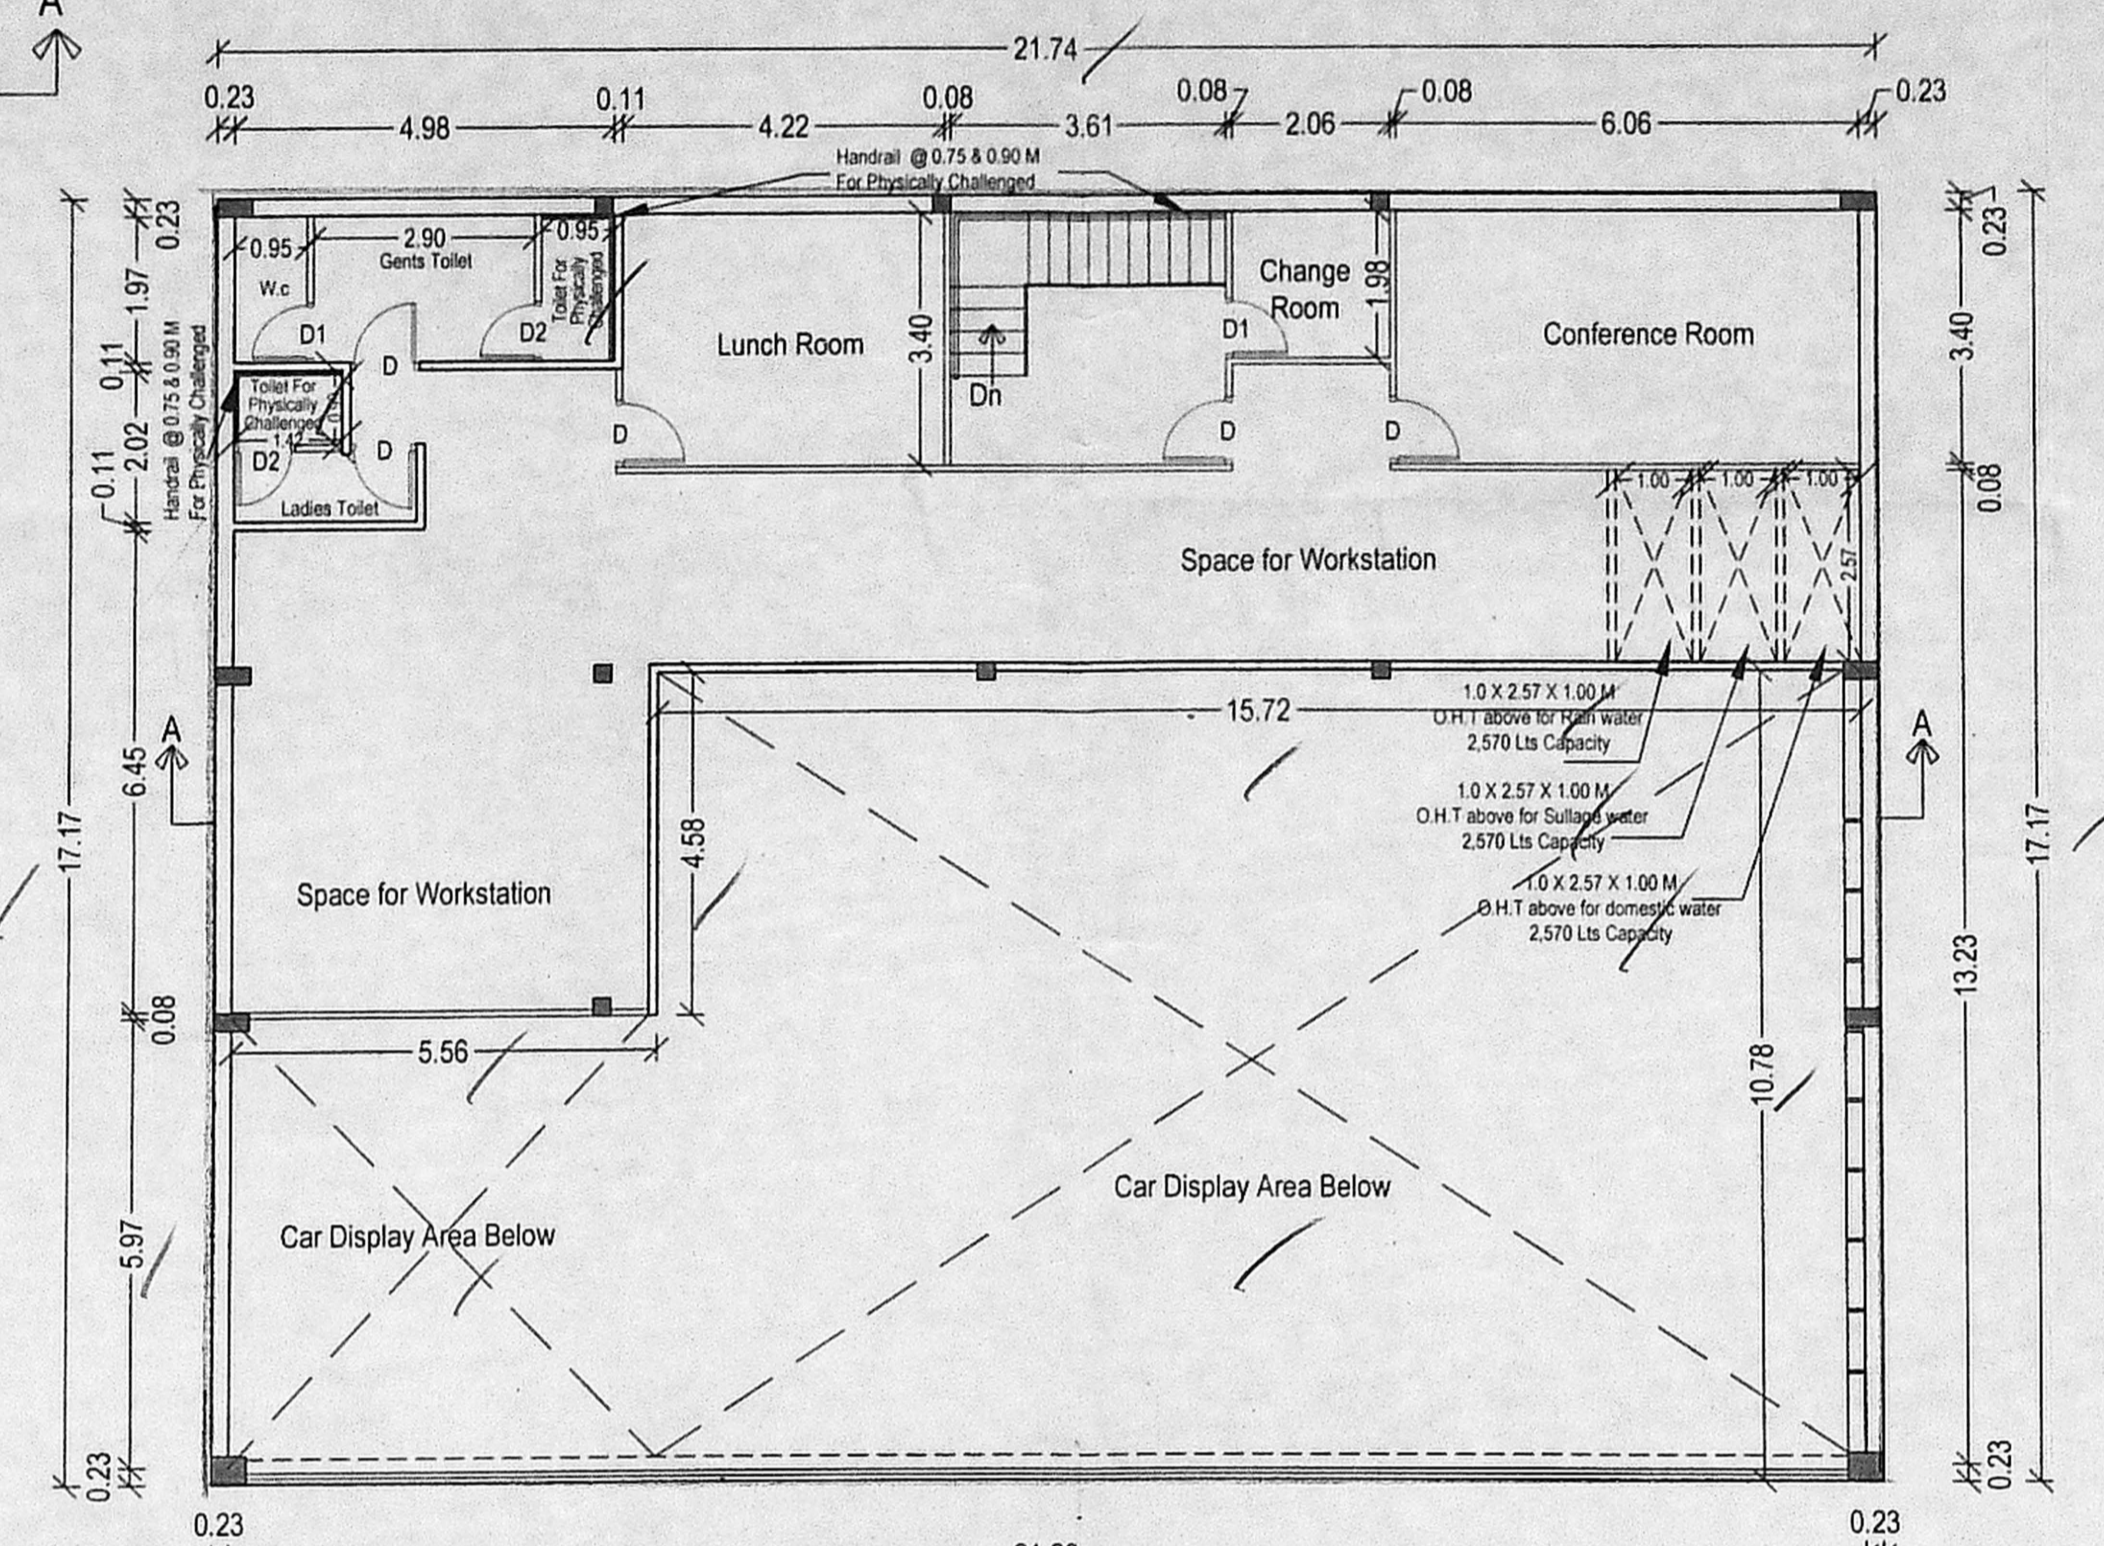 A
21.74
0.23
0.11
0.08
0.08
0.08
0.23
4.98
4.22
3.61
2.06
6.06
Handrail @ 0.75 & 0.90 M
For Physically Challenged
0.23
1.97
0.11
2.02
0.11
6.45
0.08
5.97
0.23
17.17
Handrail @ 0.75 & 0.90 M
For Physically Challenged
0.95
2.90
0.95
Gents Toilet
W.c
Toilet For
Physically
Challenged
D1
D
D2
Toilet For
Physically
Challenged
1.42
D2
D
Ladies Toilet
Lunch Room
3.40
D
Dn
Change
Room
1.98
D1
D
D
Conference Room
0.23
3.40
0.08
13.23
0.23
17.17
1.00
1.00
1.00
2.57
Space for Workstation
15.72
1.0 X 2.57 X 1.00 M
O.H.T above for Rain water
2,570 Lts Capacity
1.0 X 2.57 X 1.00 M
O.H.T above for Sullage water
2,570 Lts Capacity
1.0 X 2.57 X 1.00 M
O.H.T above for domestic water
2,570 Lts Capacity
A
A
4.58
Space for Workstation
5.56
10.78
Car Display Area Below
Car Display Area Below
0.23
0.23